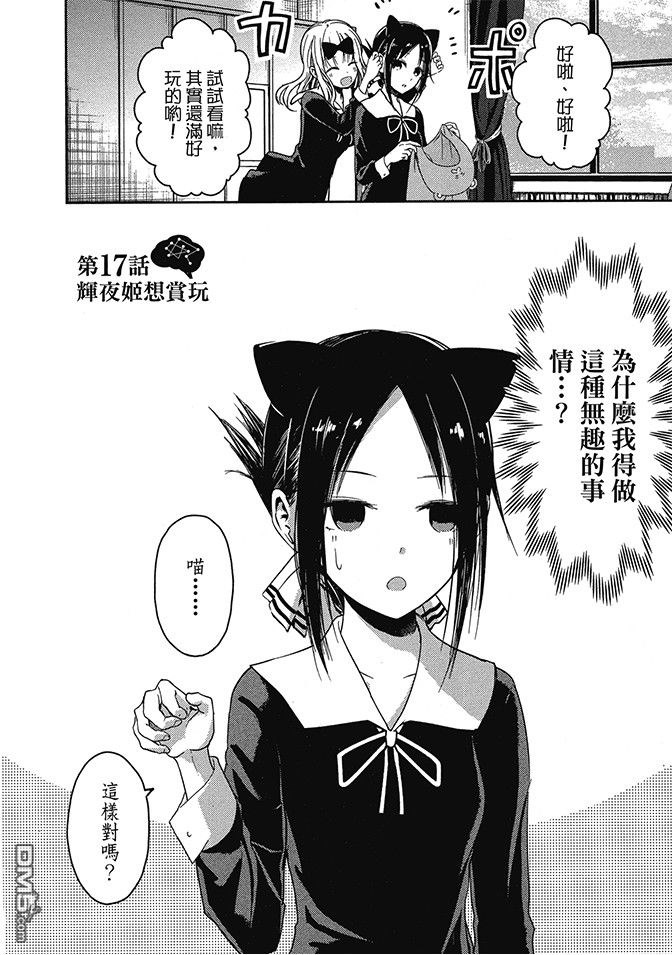 好啦、好啦！
ポ
カ
試試看嘛，
其實還滿好
玩的喲！
第17話
輝夜姬想賞玩
為什麼我得做
這種無趣的事
情…？
喵……
這樣對嗎？
DM5.com